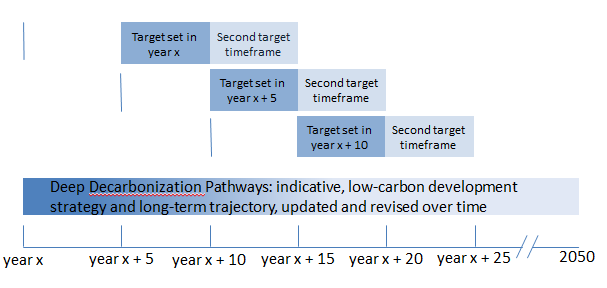 Target set in
year x
Second target
timeframe
Target set in
year x + 5
Second target
timeframe
Target set in
year x + 10
Second target
timeframe
Deep Decarbonization Pathways: indicative, low-carbon development
strategy and long-term trajectory, updated and revised over time
year x
year x + 5
year x + 10
year x + 15
year x + 20
year x + 25
2050